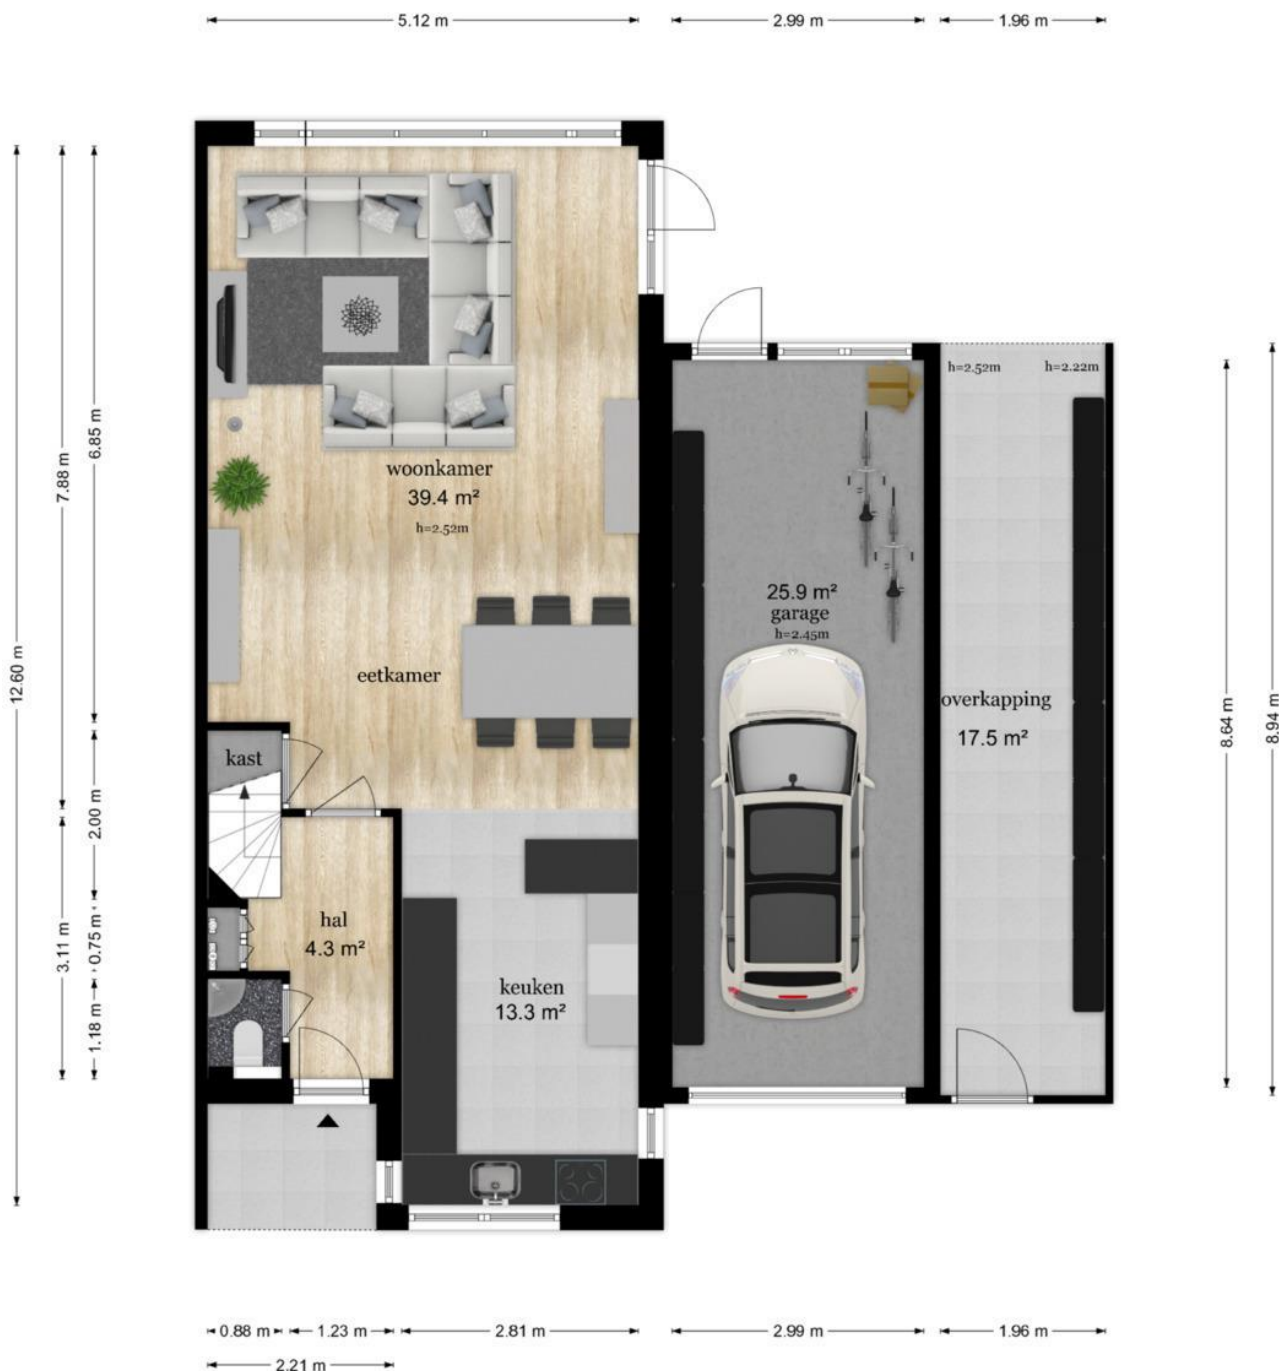 5.12 m
2.99 m
1.96 m
h=2.52m
h=2.22m
6.85 m
7.88 m
12.60 m
woonkamer
39.4 m²
h=2.52m
25.9 m²
garage
h=2.45m
eetkamer
overkapping
17.5 m²
8.64 m
8.94 m
kast
2.00 m
hal
4.3 m²
3.11 m
0.75 m
keuken
13.3 m²
1.18 m
0.88 m
1.23 m
2.81 m
2.99 m
1.96 m
2.21 m